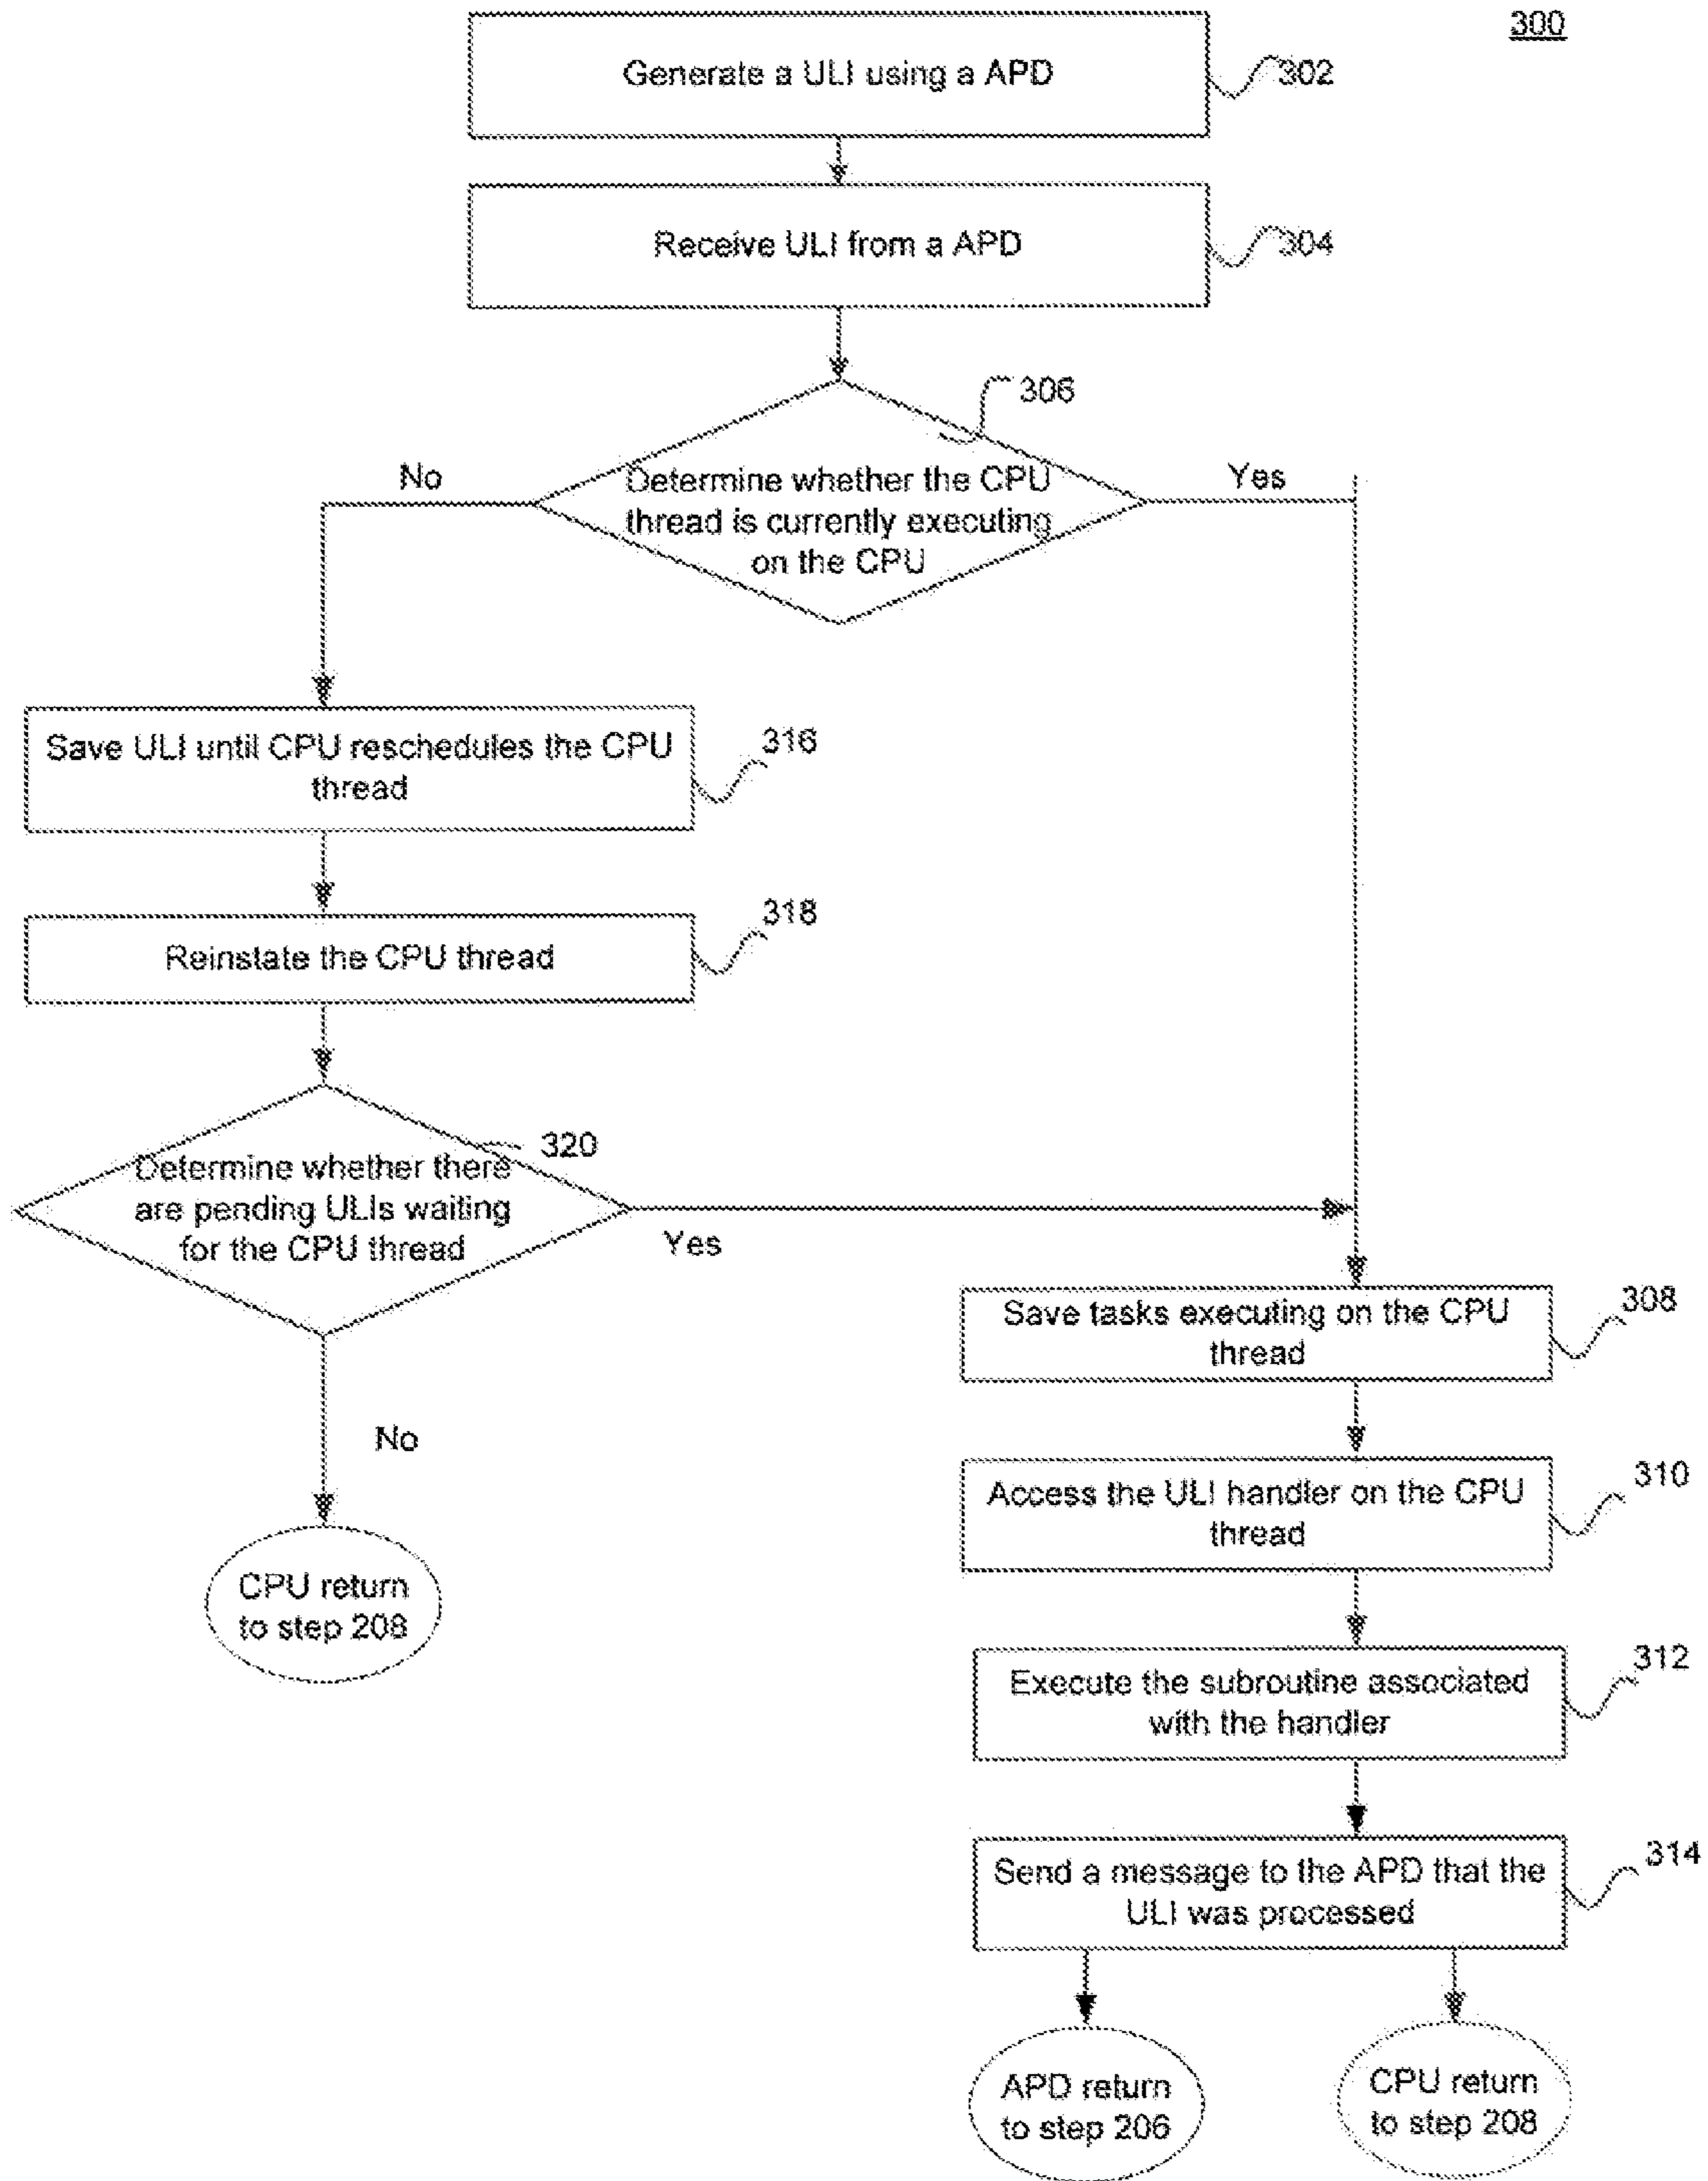 300
Generate a ULI using a APD
302
Receive ULI from a APD
304
306
Determine whether the CPU
thread is currently executing
on the CPU
No
Yes
Save ULI until CPU reschedules the CPU
thread
316
Reinstate the CPU thread
318
320
Determine whether there
are pending ULIs waiting
for the CPU thread
Yes
No
CPU return
to step 208
Save tasks executing on the CPU
thread
308
Access the ULI handler on the CPU
thread
310
Execute the subroutine associated
with the handler
312
Send a message to the APD that the
ULI was processed
314
APD return
to step 206
CPU return
to step 208